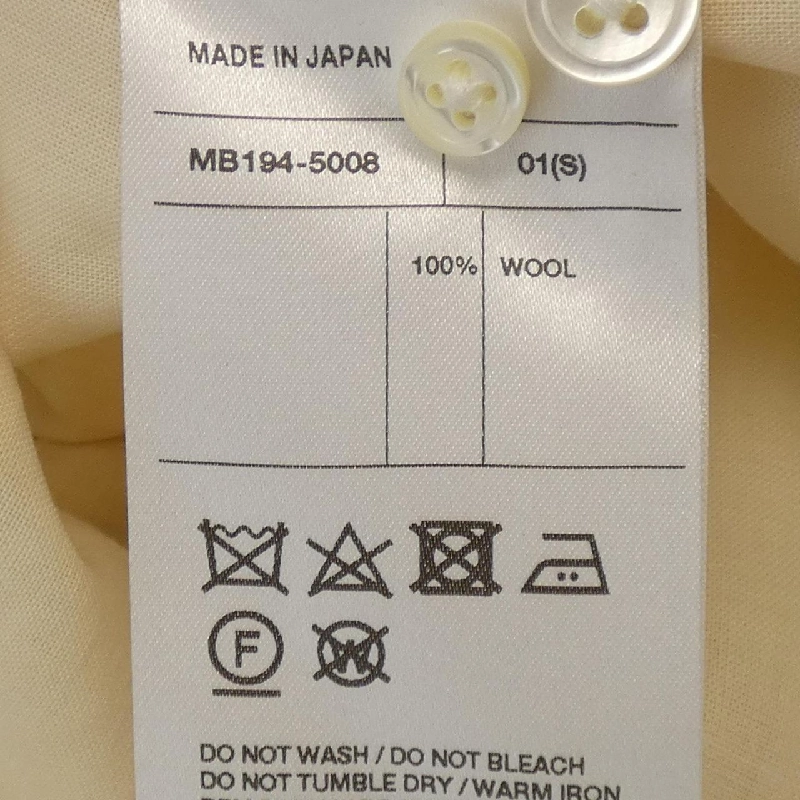 MADE IN JAPAN
MB194-5008 01(S)
100% WOOL
F W
DO NOT WASH / DO NOT BLEACH
DO NOT TUMBLE DRY / WARM IRON